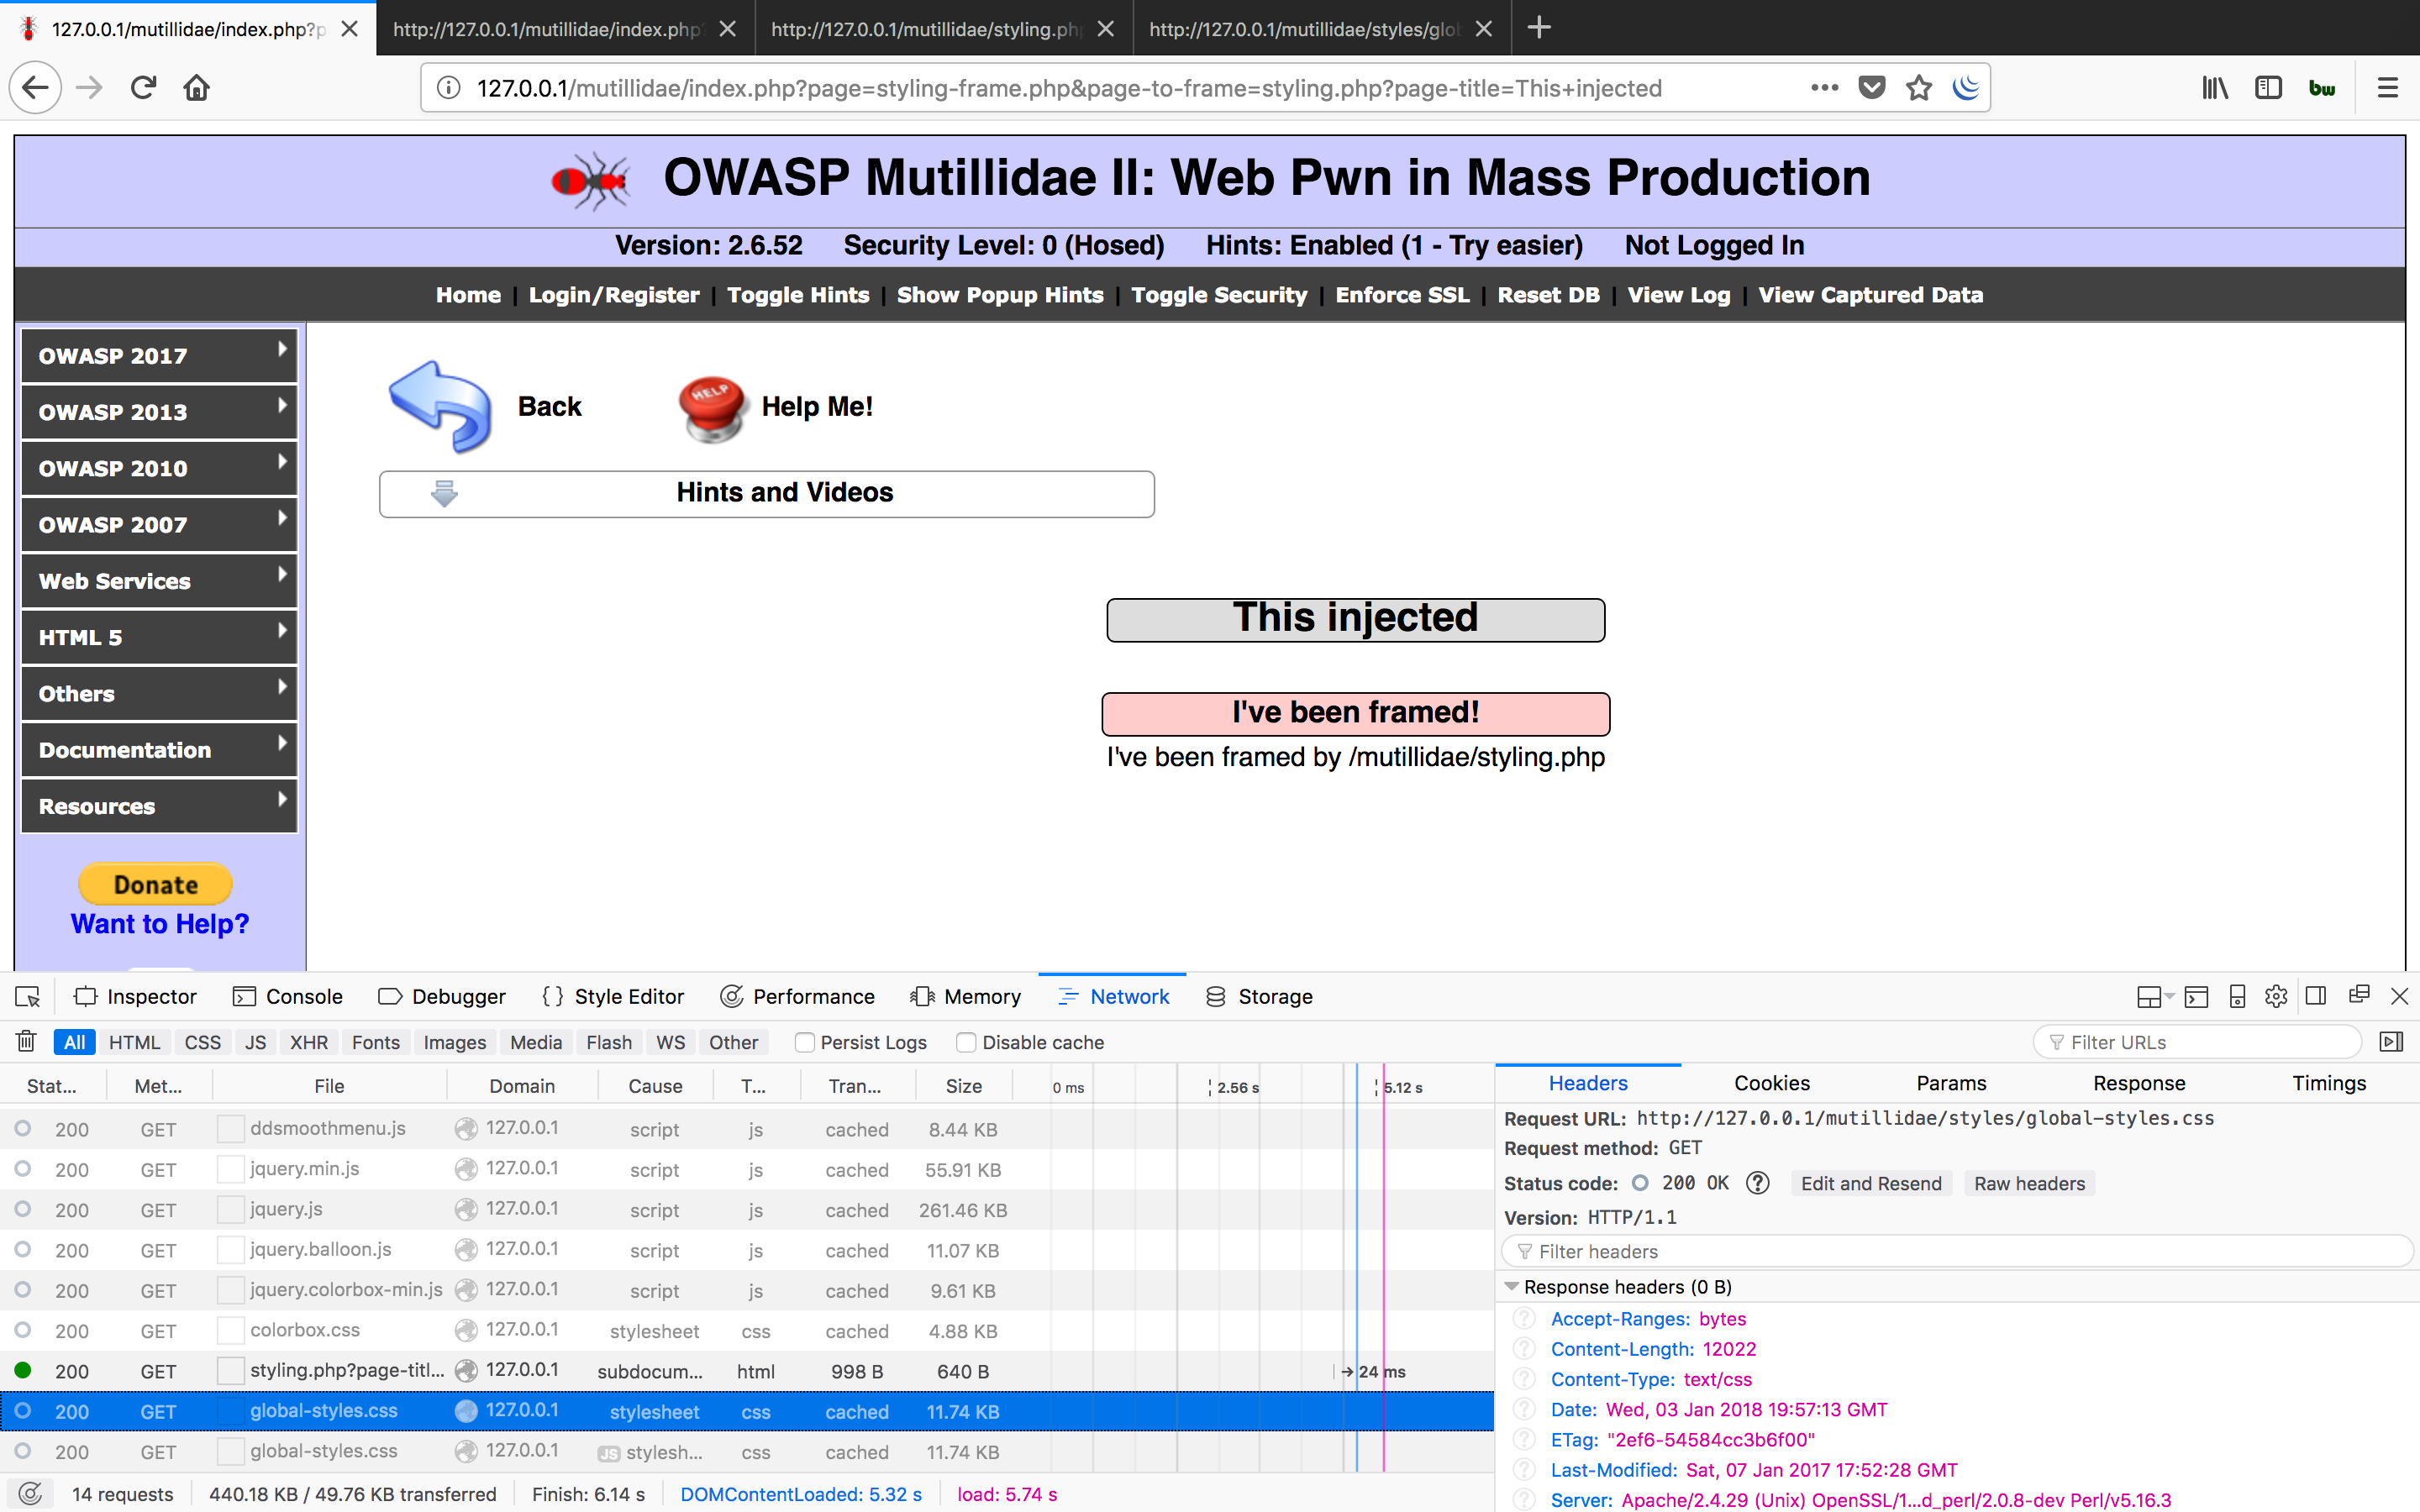 127.0.0.1/mutillidae/index.php?p
http://127.0.0.1/mutillidae/index.php?
http://127.0.0.1/mutillidae/styling.php
http://127.0.0.1/mutillidae/styles/glob
127.0.0.1/mutillidae/index.php?page=styling-frame.php&page-to-frame=styling.php?page-title=This+injected
bw
OWASP Mutillidae II: Web Pwn in Mass Production
Version: 2.6.52 Security Level: 0 (Hosed) Hints: Enabled (1 - Try easier) Not Logged In
Home | Login/Register | Toggle Hints | Show Popup Hints | Toggle Security | Enforce SSL | Reset DB | View Log | View Captured Data
OWASP 2017
OWASP 2013
OWASP 2010
OWASP 2007
Web Services
HTML 5
Others
Documentation
Resources
Donate
Want to Help?
Back
HELP
Help Me!
Hints and Videos
This injected
I've been framed!
I've been framed by /mutillidae/styling.php
Inspector Console Debugger Style Editor Performance Memory Network Storage
All HTML CSS JS XHR Fonts Images Media Flash WS Other Persist Logs Disable cache Filter URLs
Stat... Met... File Domain Cause T... Tran... Size 0 ms 2.56 s 5.12 s
200 GET ddsmoothmenu.js 127.0.0.1 script js cached 8.44 KB
200 GET jquery.min.js 127.0.0.1 script js cached 55.91 KB
200 GET jquery.js 127.0.0.1 script js cached 261.46 KB
200 GET jquery.balloon.js 127.0.0.1 script js cached 11.07 KB
200 GET jquery.colorbox-min.js 127.0.0.1 script js cached 9.61 KB
200 GET colorbox.css 127.0.0.1 stylesheet css cached 4.88 KB
200 GET styling.php?page-titl... 127.0.0.1 subdocum... html 998 B 640 B → 24 ms
200 GET global-styles.css 127.0.0.1 stylesheet css cached 11.74 KB
200 GET global-styles.css 127.0.0.1 JS stylesh... css cached 11.74 KB
14 requests 440.18 KB / 49.76 KB transferred Finish: 6.14 s DOMContentLoaded: 5.32 s load: 5.74 s
Headers Cookies Params Response Timings
Request URL: http://127.0.0.1/mutillidae/styles/global-styles.css
Request method: GET
Status code: 200 OK ? Edit and Resend Raw headers
Version: HTTP/1.1
Filter headers
Response headers (0 B)
? Accept-Ranges: bytes
? Content-Length: 12022
? Content-Type: text/css
? Date: Wed, 03 Jan 2018 19:57:13 GMT
? ETag: "2ef6-54584cc3b6f00"
? Last-Modified: Sat, 07 Jan 2017 17:52:28 GMT
? Server: Apache/2.4.29 (Unix) OpenSSL/1...d_perl/2.0.8-dev Perl/v5.16.3